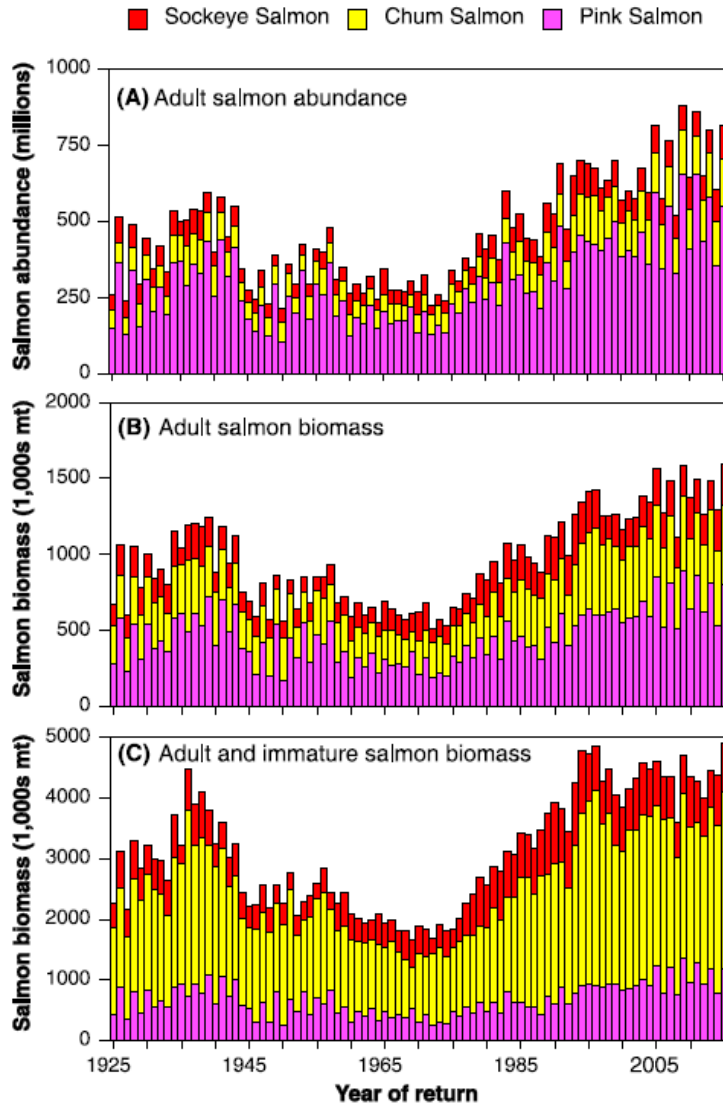 Sockeye Salmon Chum Salmon Pink Salmon
Salmon abundance (millions)
1000
750
500
250
0
(A) Adult salmon abundance
Salmon biomass (1,000s mt)
2000
1500
1000
500
0
(B) Adult salmon biomass
Salmon biomass (1,000s mt)
5000
4000
3000
2000
1000
0
(C) Adult and immature salmon biomass
1925 1945 1965 1985 2005
Year of return